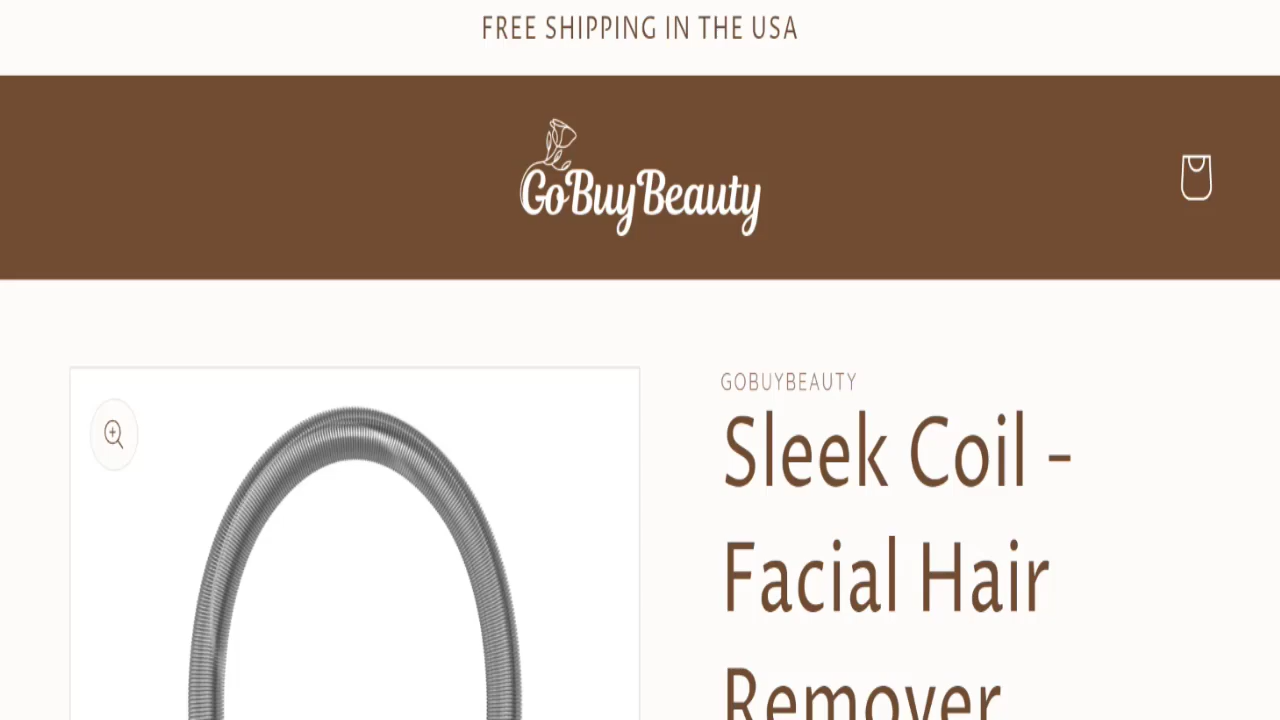 FREE SHIPPING IN THE USA
GoBuyBeauty
GOBUYBEAUTY
Sleek Coil -
Facial Hair
Remover